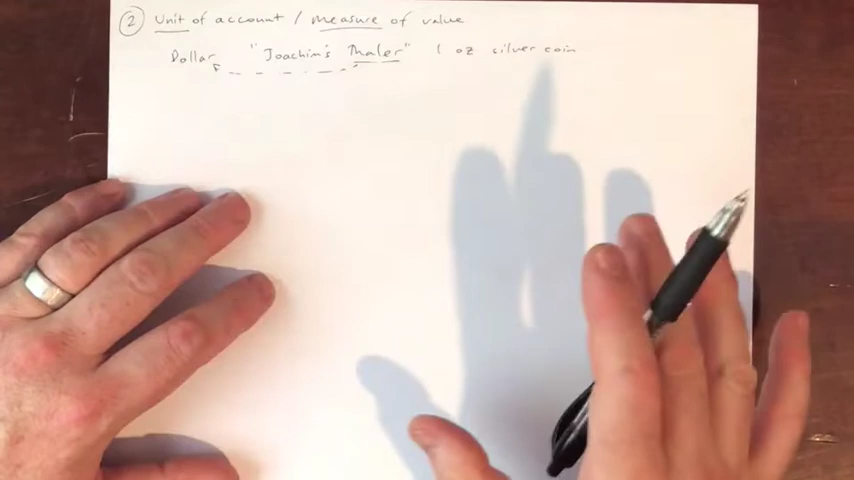 ② Unit of account / measure of value
Dollar "Joachim's Thaler" 1 oz silver coin